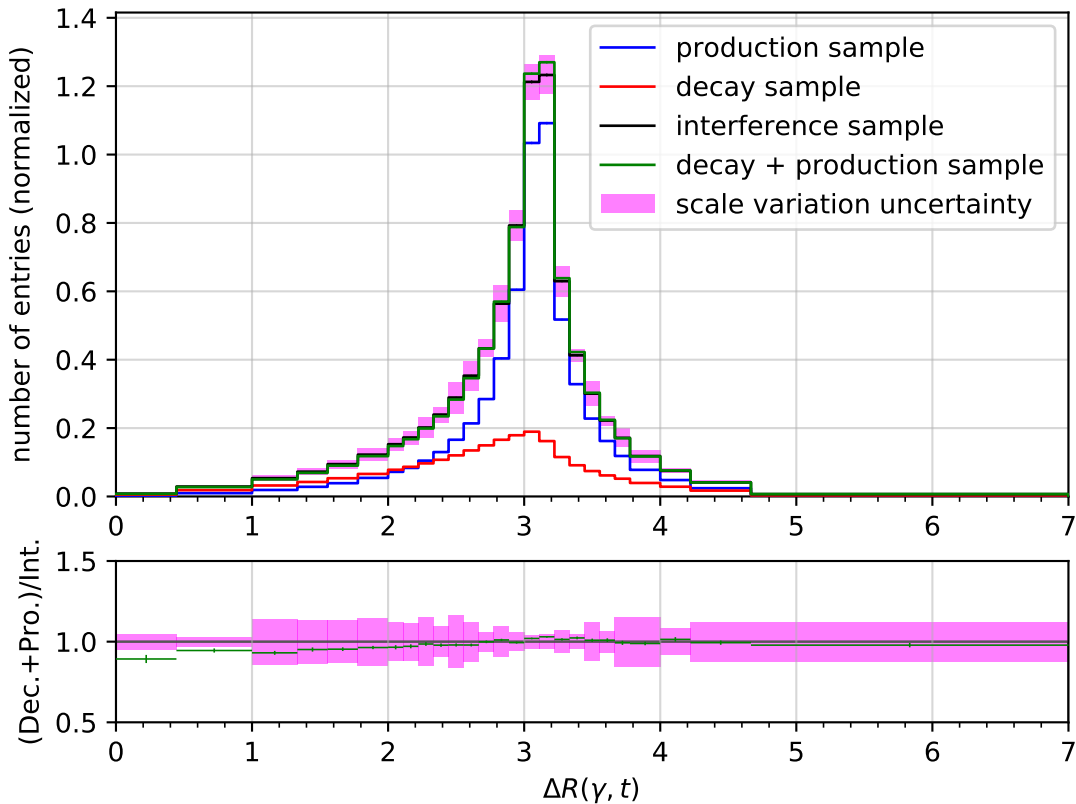 number of entries (normalized)
1.4
1.2
1.0
0.8
0.6
0.4
0.2
0.0
production sample
decay sample
interference sample
decay + production sample
scale variation uncertainty
0 1 2 3 4 5 6 7
(Dec.+Pro.)/Int.
1.5
1.0
0.5
0 1 2 3 4 5 6 7
ΔR(γ, t)